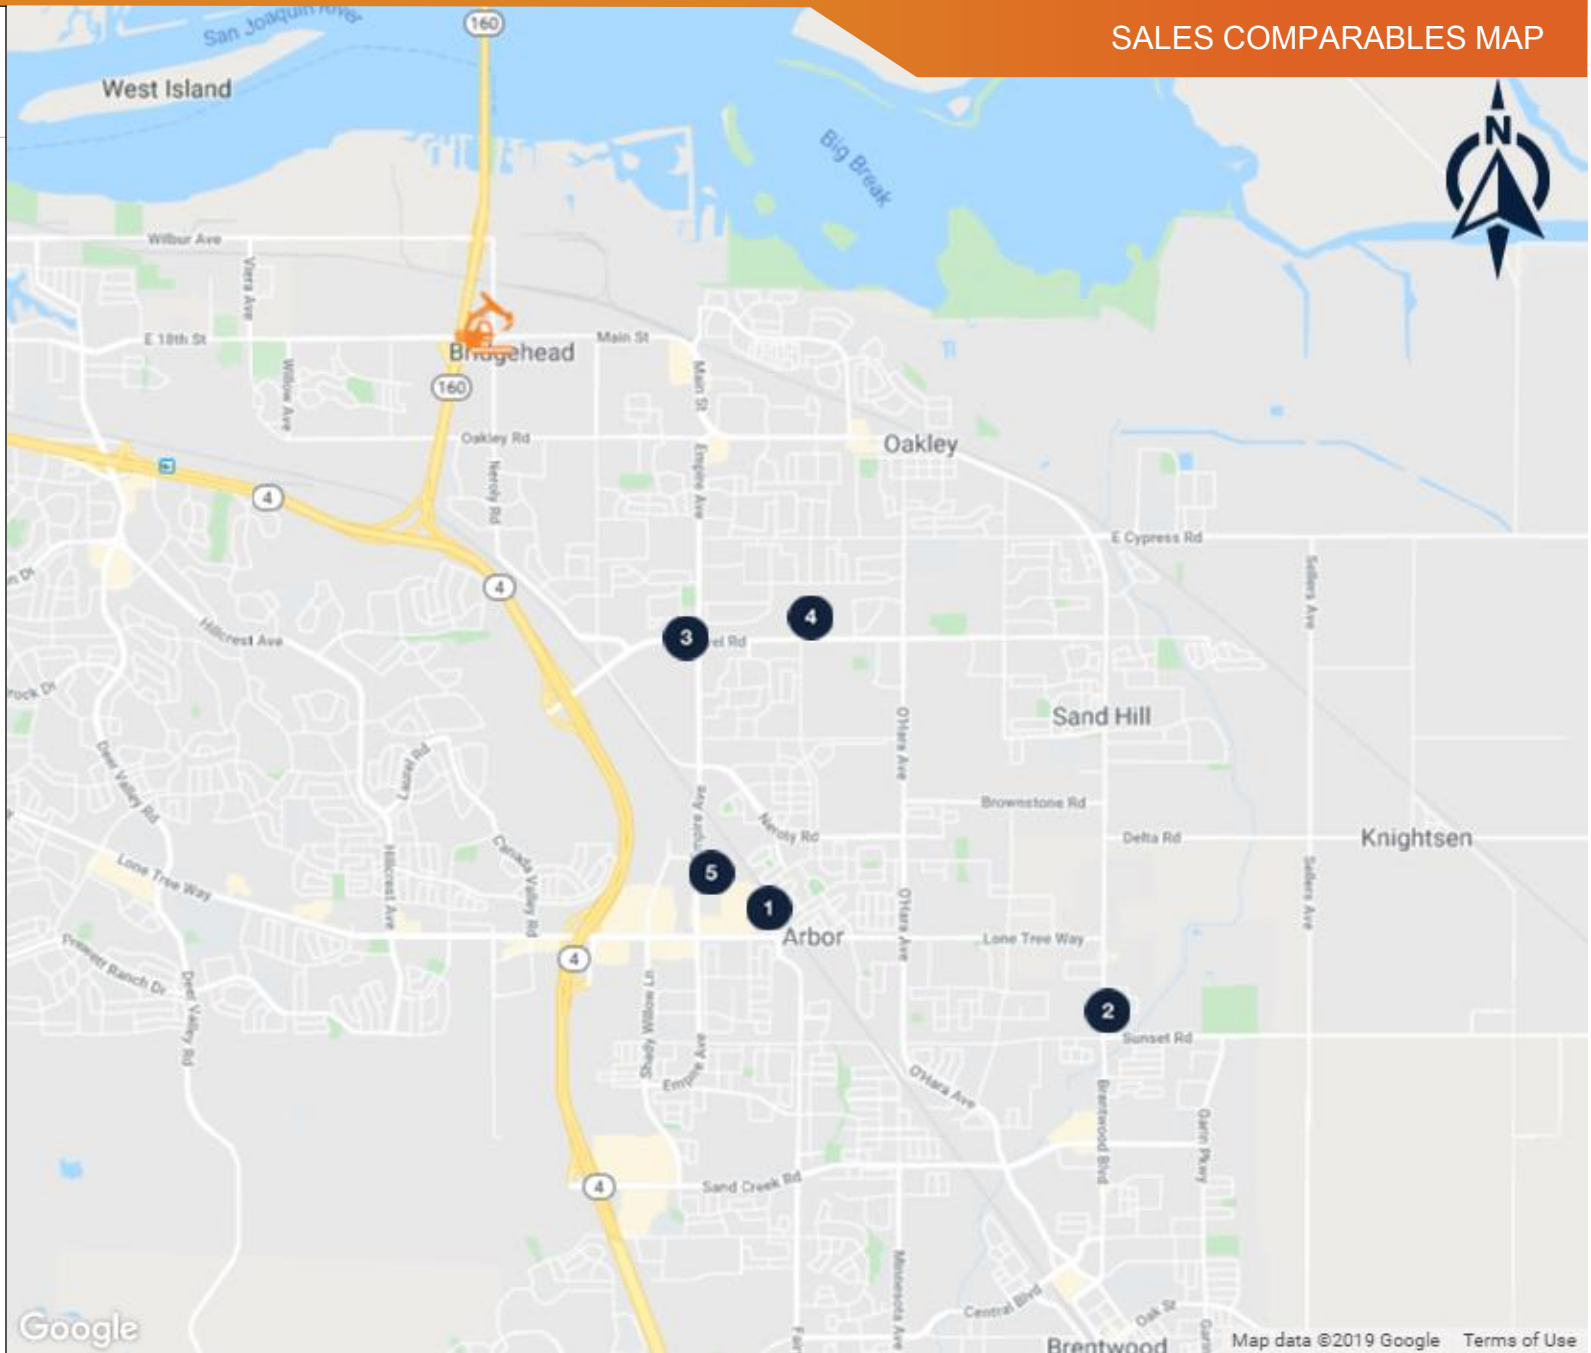 SALES COMPARABLES MAP
San Joaquin River
160
West Island
N
Big Break
Wilbur Ave
Viera Ave
E 18th St
Main St
Bridgehead
Willow Ave
160
Main St
Oakley Rd
Oakley
Empire Ave
Neroly Rd
4
E Cypress Rd
Sellers Ave
4
Hillcrest Ave
3
4
Sand Hill
O'Hara Ave
Deer Valley Rd
Laurel Rd
Brownstone Rd
Neroly Rd
Delta Rd
Knightsen
Canada Valley Rd
Hillcrest Ave
Lone Tree Way
5
1
Sellers Ave
O'Hara Ave
Arbor
Lone Tree Way
4
Prewett Ranch Dr
Deer Valley Rd
Shady Willow Ln
2
Sunset Rd
Empire Ave
O'Hara Ave
Brentwood Blvd
Garin Pkwy
4
Sand Creek Rd
Minnesota Ave
Central Blvd
Oak St
Brentwood
Google
Map data ©2019 Google
Terms of Use